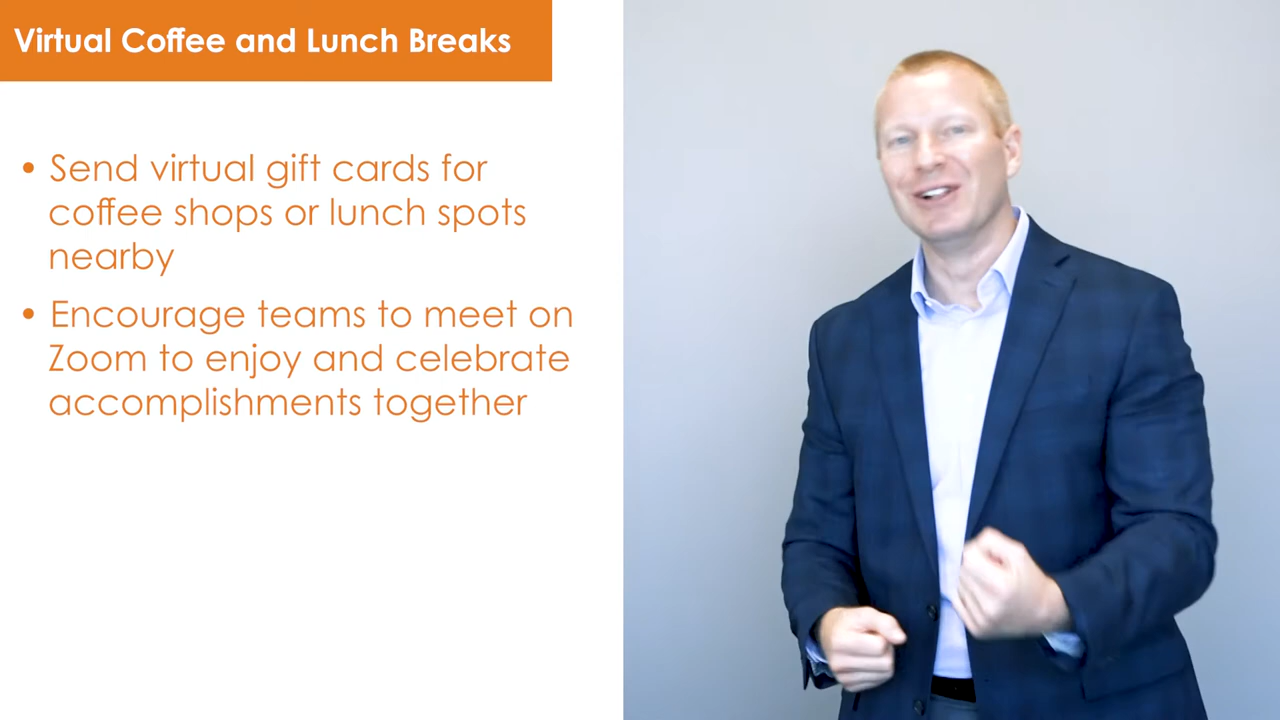 Virtual Coffee and Lunch Breaks
• Send virtual gift cards for
coffee shops or lunch spots
nearby
• Encourage teams to meet on
Zoom to enjoy and celebrate
accomplishments together